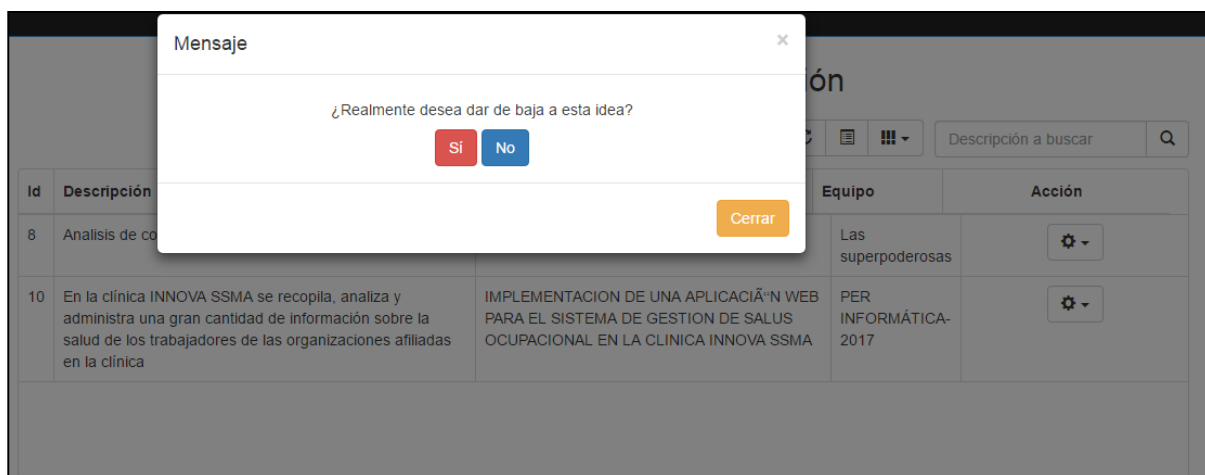 Mensaje
×
ión
¿Realmente desea dar de baja a esta idea?
Sí No
Descripción a buscar
Cerrar
Id Descripción Equipo Acción
8 Analisis de co Las
superpoderosas
10 En la clínica INNOVA SSMA se recopila, analiza y
administra una gran cantidad de información sobre la
salud de los trabajadores de las organizaciones afiliadas
en la clínica
IMPLEMENTACION DE UNA APLICACIÃ“N WEB
PARA EL SISTEMA DE GESTION DE SALUS
OCUPACIONAL EN LA CLINICA INNOVA SSMA
PER
INFORMÁTICA-
2017